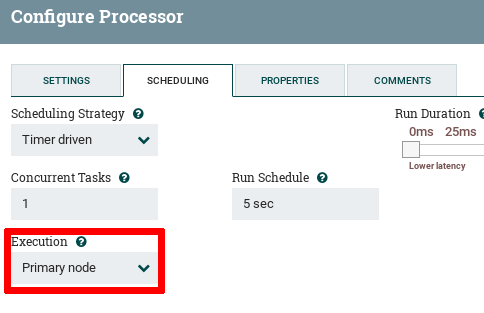 Configure Processor
SETTINGS SCHEDULING PROPERTIES COMMENTS
Scheduling Strategy ? Run Duration ?
Timer driven 0ms 25ms
Lower latency
Concurrent Tasks ? Run Schedule ?
1 5 sec
Execution ?
Primary node